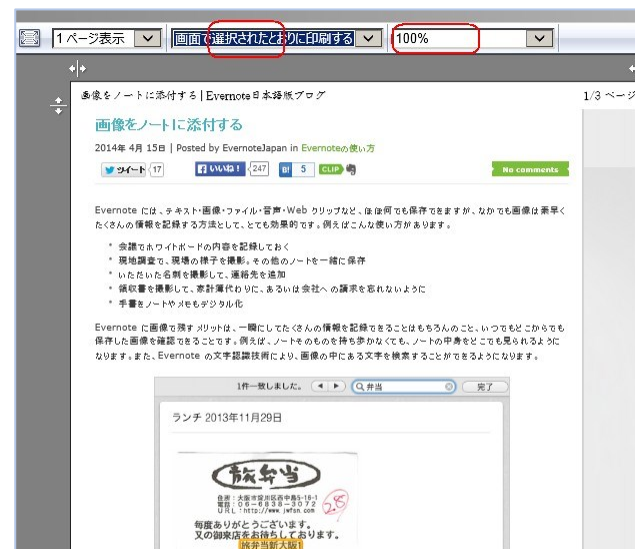 1 ページ表示 画面で選択されたとおりに印刷する 100%
画像をノートに添付する | Evernote日本語版ブログ 1/3 ページ
画像をノートに添付する
2014年 4月 15日 | Posted by EvernoteJapan in Evernoteの使い方
ツイート 17 いいね! 247 B! 5 CLIP No comments
Evernote には、テキスト・画像・ファイル・音声・Web クリップなど、ほぼ何でも保存できますが、なかでも画像は素早く
たくさんの情報を記録する方法として、とても効果的です。例えばこんな使い方があります。
° 会議でホワイトボードの内容を記録しておく
° 現地調査で、現場の様子を撮影。その他のノートと一緒に保存
° いただいた名刺を撮影して、連絡先を追加
° 領収書を撮影して、家計簿代わりに、あるいは会社への請求を忘れないように
° 手書きノートやメモもデジタル化
Evernote に画像で残すメリットは、一瞬にしてたくさんの情報を記録できることはもちろんのこと、いつでもどこからでも
保存した画像を確認できることです。例えば、ノートそのものを持ち歩かなくても、ノートの中身をどこでも見られるように
なります。また、Evernote の文字認識技術により、画像の中にある文字を検索することができるようになります。
1件一致しました。 弁当 完了
ランチ 2013年11月29日
旅弁当
住所:大阪市淀川区西中島5-16-1
電話:06-6838-3072
URL:http://www.jwfsn.com
28
毎度ありがとうございます。
又の御来店をお待ちしております。
旅弁当新大阪1